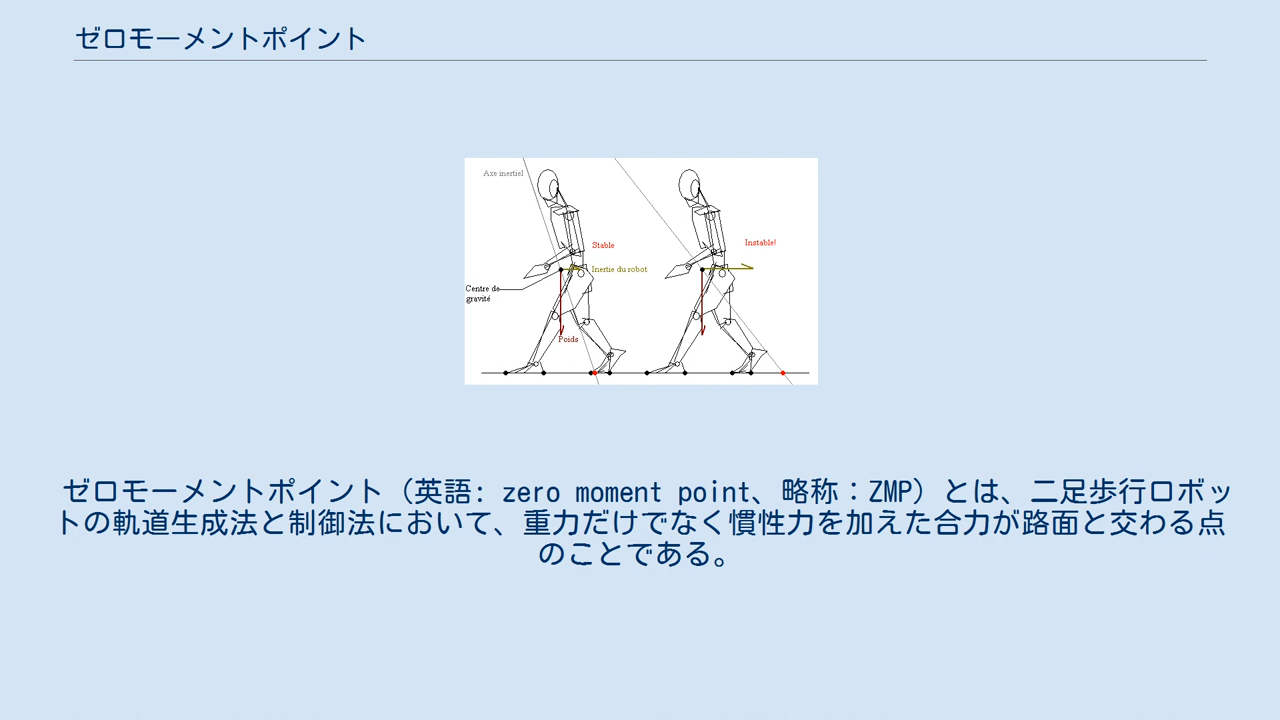 ゼロモーメントポイント
Axe inertiel
Stable
Instable!
Inertie du robot
Centre de
gravité
Poids
ゼロモーメントポイント（英語: zero moment point、略称：ZMP）とは、二足歩行ロボッ
トの軌道生成法と制御法において、重力だけでなく慣性力を加えた合力が路面と交わる点
のことである。